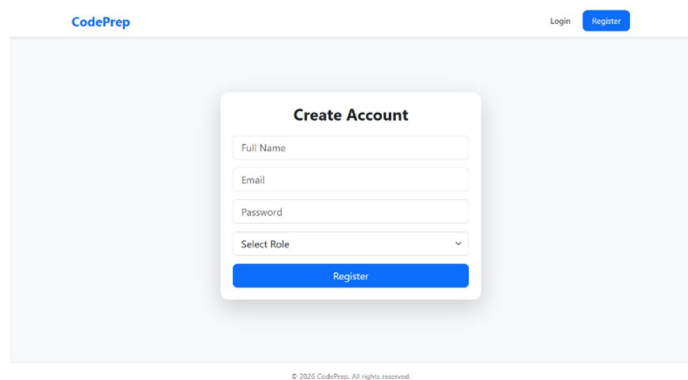 CodePrep
Login
Register
Create Account
Full Name
Email
Password
Select Role
Register
© 2026 CodePrep. All rights reserved.